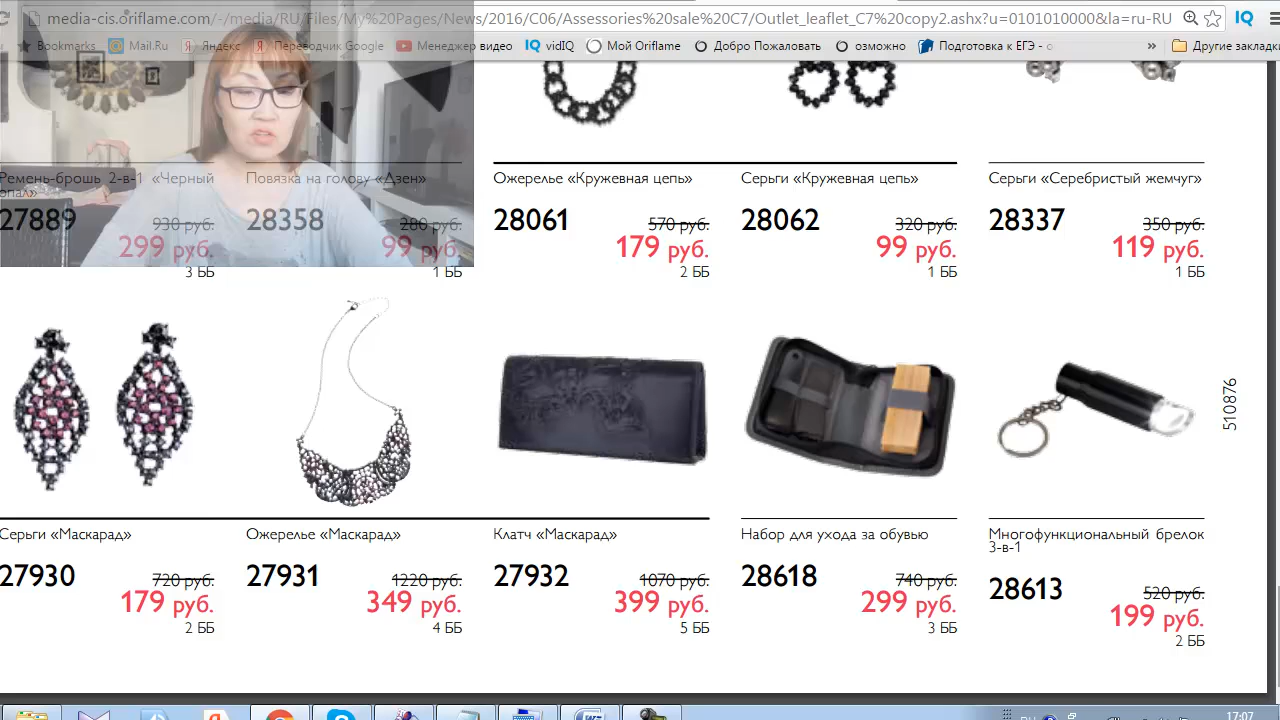 media-cis.oriflame.com/-/media/RU/Files/My%20Pages/News/2016/C06/Assessories%20sale%20C7/Outlet_leaflet_C7%20copy2.ashx?u=0101010000&la=ru-RU
Bookmarks Mail.Ru Яндекс Переводчик Google Менеджер видео vidIQ Мой Oriflame Добро Пожал озможно Подготовка к ЕГЭ - о » Другие заклад
Ремень-брошь 2-в-1 «Черный опал»
27889 930 руб.
299 руб.
3 ББ
Повязка на голову «Дзен»
28358 280 руб.
99 руб.
1 ББ
Ожерелье «Кружевная цепь»
28061 570 руб.
179 руб.
2 ББ
Серьги «Кружевная цепь»
28062 320 руб.
99 руб.
1 ББ
Серьги «Серебристый жемчуг»
28337 350 руб.
119 руб.
1 ББ
Серьги «Маскарад»
27930 720 руб.
179 руб.
2 ББ
Ожерелье «Маскарад»
27931 1220 руб.
349 руб.
4 ББ
Клатч «Маскарад»
27932 1070 руб.
399 руб.
5 ББ
Набор для ухода за обувью
28618 740 руб.
299 руб.
3 ББ
Многофункциональный брелок
3-в-1
28613 520 руб.
199 руб.
2 ББ
510876
RU 17:07